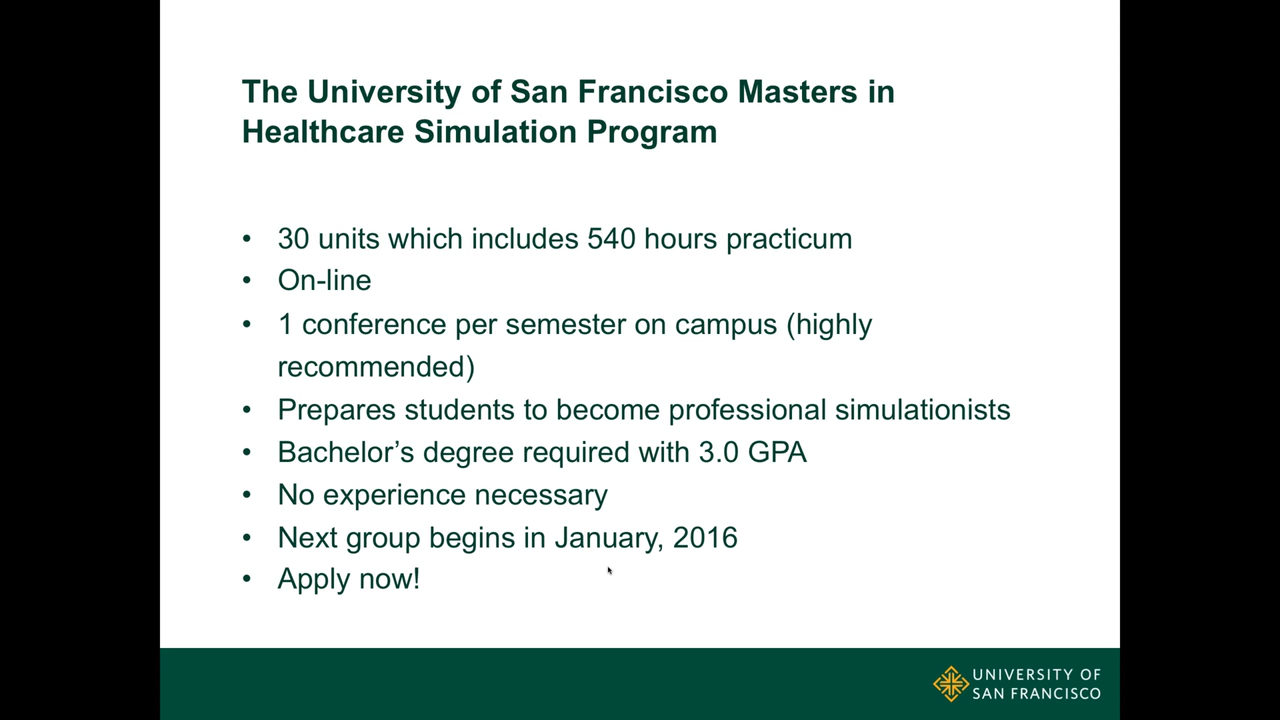 The University of San Francisco Masters in
Healthcare Simulation Program
• 30 units which includes 540 hours practicum
• On-line
• 1 conference per semester on campus (highly
recommended)
• Prepares students to become professional simulationists
• Bachelor’s degree required with 3.0 GPA
• No experience necessary
• Next group begins in January, 2016
• Apply now!
UNIVERSITY OF
SAN FRANCISCO